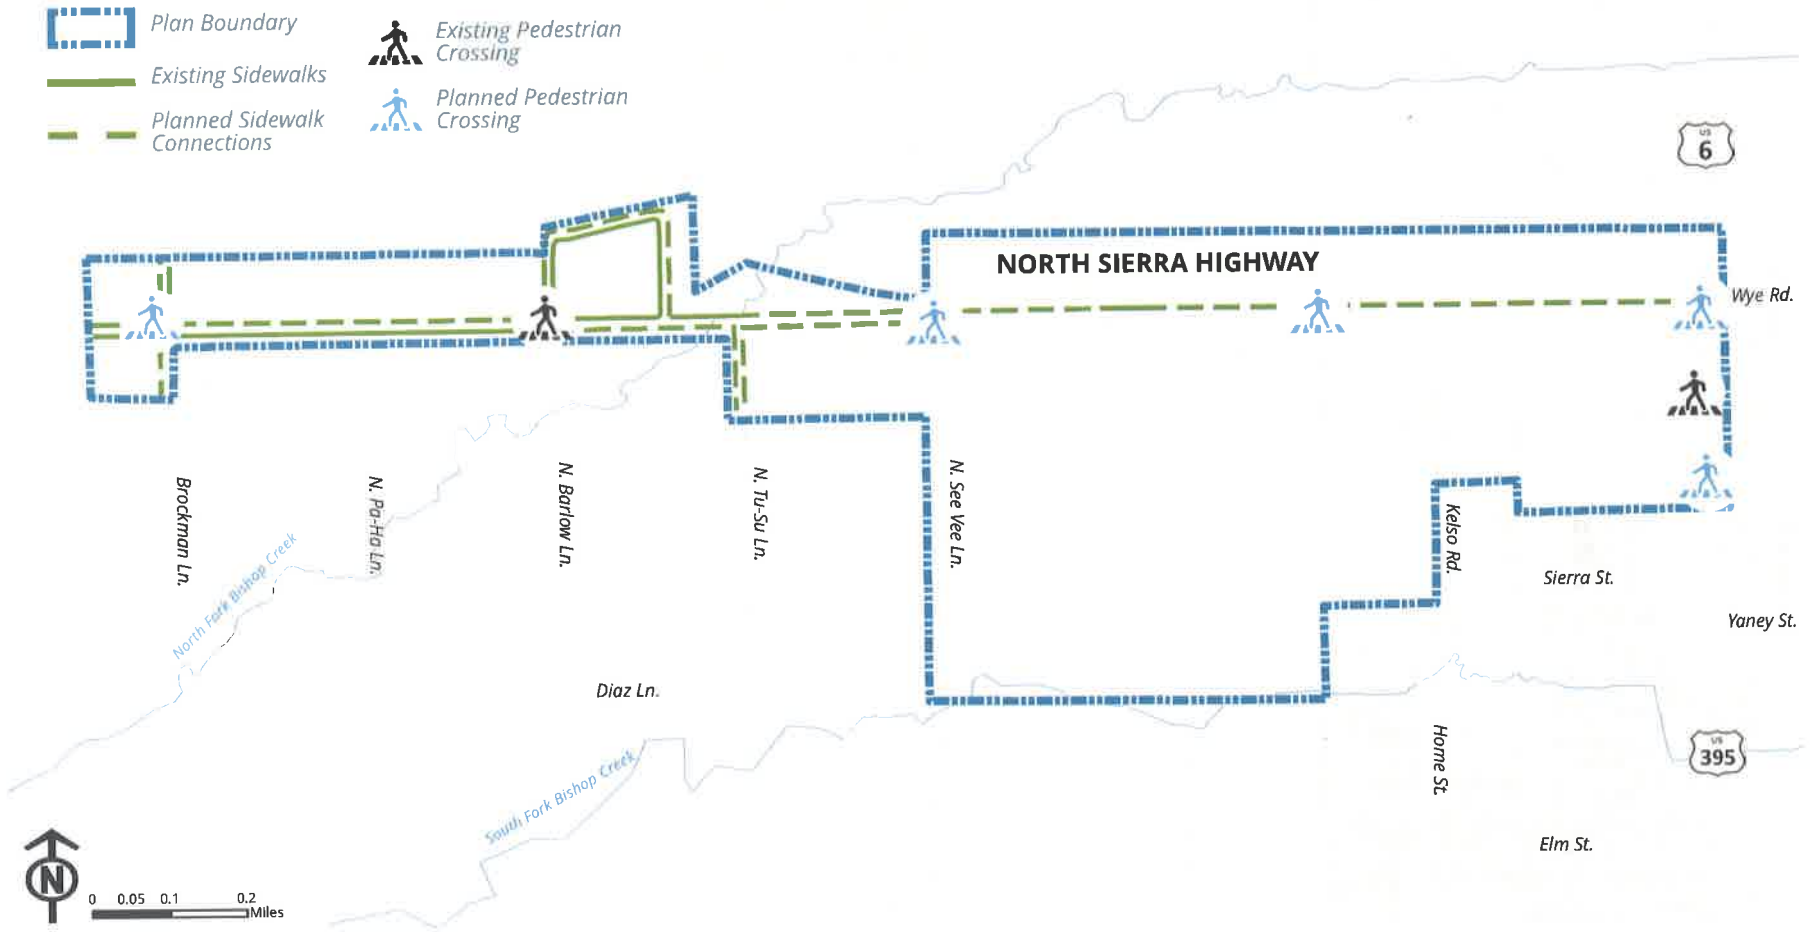 Plan Boundary
Existing Sidewalks
Planned Sidewalk
Connections
Existing Pedestrian
Crossing
Planned Pedestrian
Crossing
US
6
NORTH SIERRA HIGHWAY
Wye Rd.
Brockman Ln.
N. Pa-Ha Ln.
N. Barlow Ln.
N. Tu-Su Ln.
N. See Vee Ln.
Kelso Rd.
Sierra St.
Yaney St.
North Fork Bishop Creek
Diaz Ln.
South Fork Bishop Creek
Home St.
US
395
Elm St.
N
0 0.05 0.1 0.2
Miles